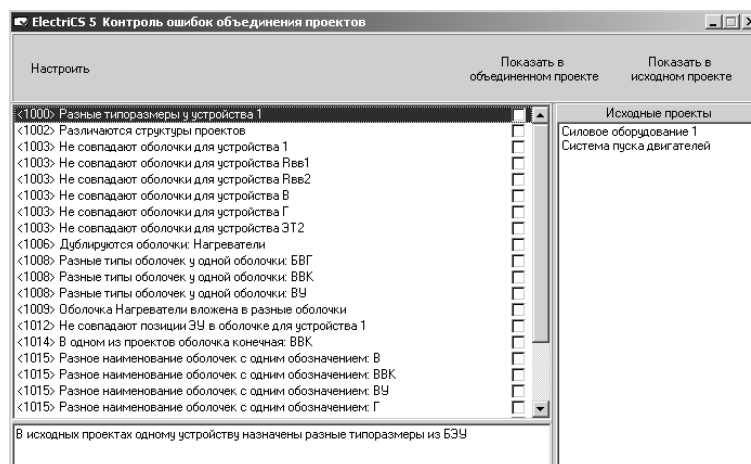 ElectriCS 5 Контроль ошибок объединения проектов
Настроить
Показать в объединенном проекте
Показать в исходном проекте
<1000> Разные типоразмеры у устройства 1
<1002> Различаются структуры проектов
<1003> Не совпадают оболочки для устройства 1
<1003> Не совпадают оболочки для устройства Rвв1
<1003> Не совпадают оболочки для устройства Rвв2
<1003> Не совпадают оболочки для устройства В
<1003> Не совпадают оболочки для устройства Г
<1003> Не совпадают оболочки для устройства ЭТ2
<1006> Дублируются оболочки: Нагреватели
<1008> Разные типы оболочек у одной оболочки: БВГ
<1008> Разные типы оболочек у одной оболочки: ВВК
<1008> Разные типы оболочек у одной оболочки: ВУ
<1009> Оболочка Нагреватели вложена в разные оболочки
<1012> Не совпадают позиции ЭУ в оболочке для устройства 1
<1014> В одном из проектов оболочка конечная: ВВК
<1015> Разное наименование оболочек с одним обозначением: В
<1015> Разное наименование оболочек с одним обозначением: ВВК
<1015> Разное наименование оболочек с одним обозначением: ВУ
<1015> Разное наименование оболочек с одним обозначением: Г
Исходные проекты
Силовое оборудование 1
Система пуска двигателей
В исходных проектах одному устройству назначены разные типоразмеры из БЭУ